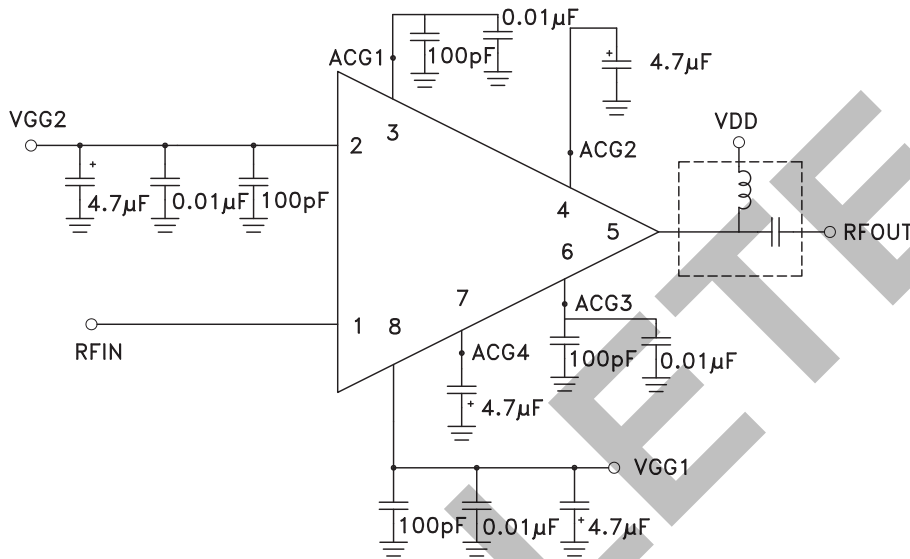 0.01µF
ACG1
100pF
4.7µF
VGG2
3
2
VDD
ACG2
4.7µF
0.01µF
100pF
4
5
RFOUT
6
7
ACG3
1
8
RFIN
ACG4
100pF
0.01µF
4.7µF
VGG1
100pF
0.01µF
4.7µF
LETE